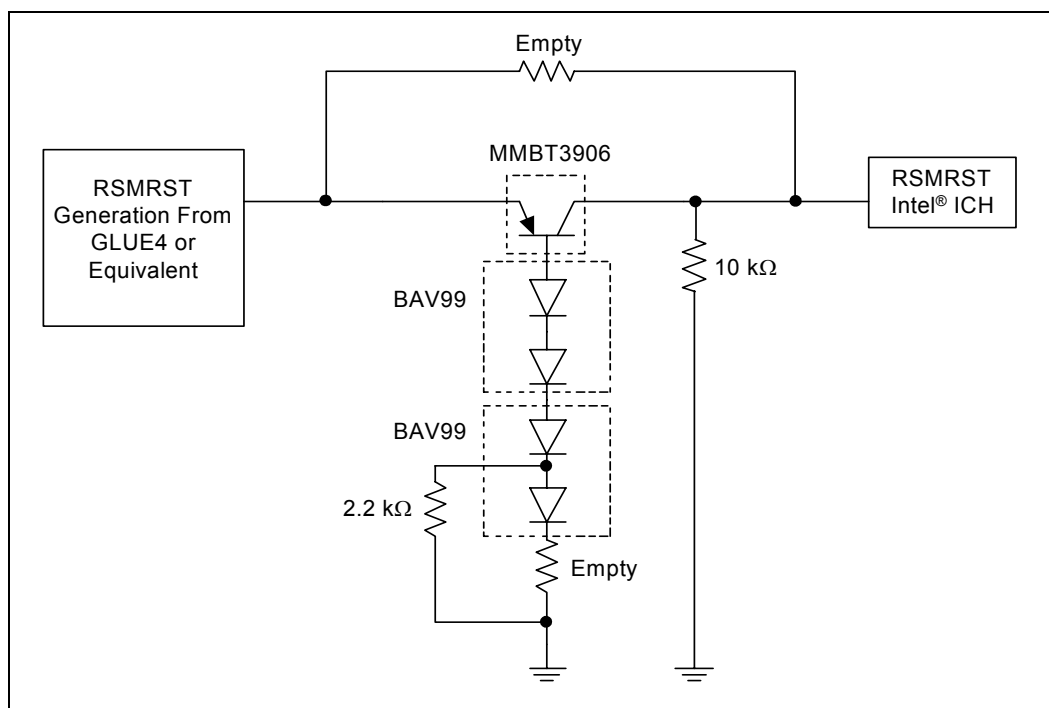 Empty
MMBT3906
RSMRST
Generation From
GLUE4 or
Equivalent
RSMRST
Intel® ICH
10 kΩ
BAV99
BAV99
2.2 kΩ
Empty